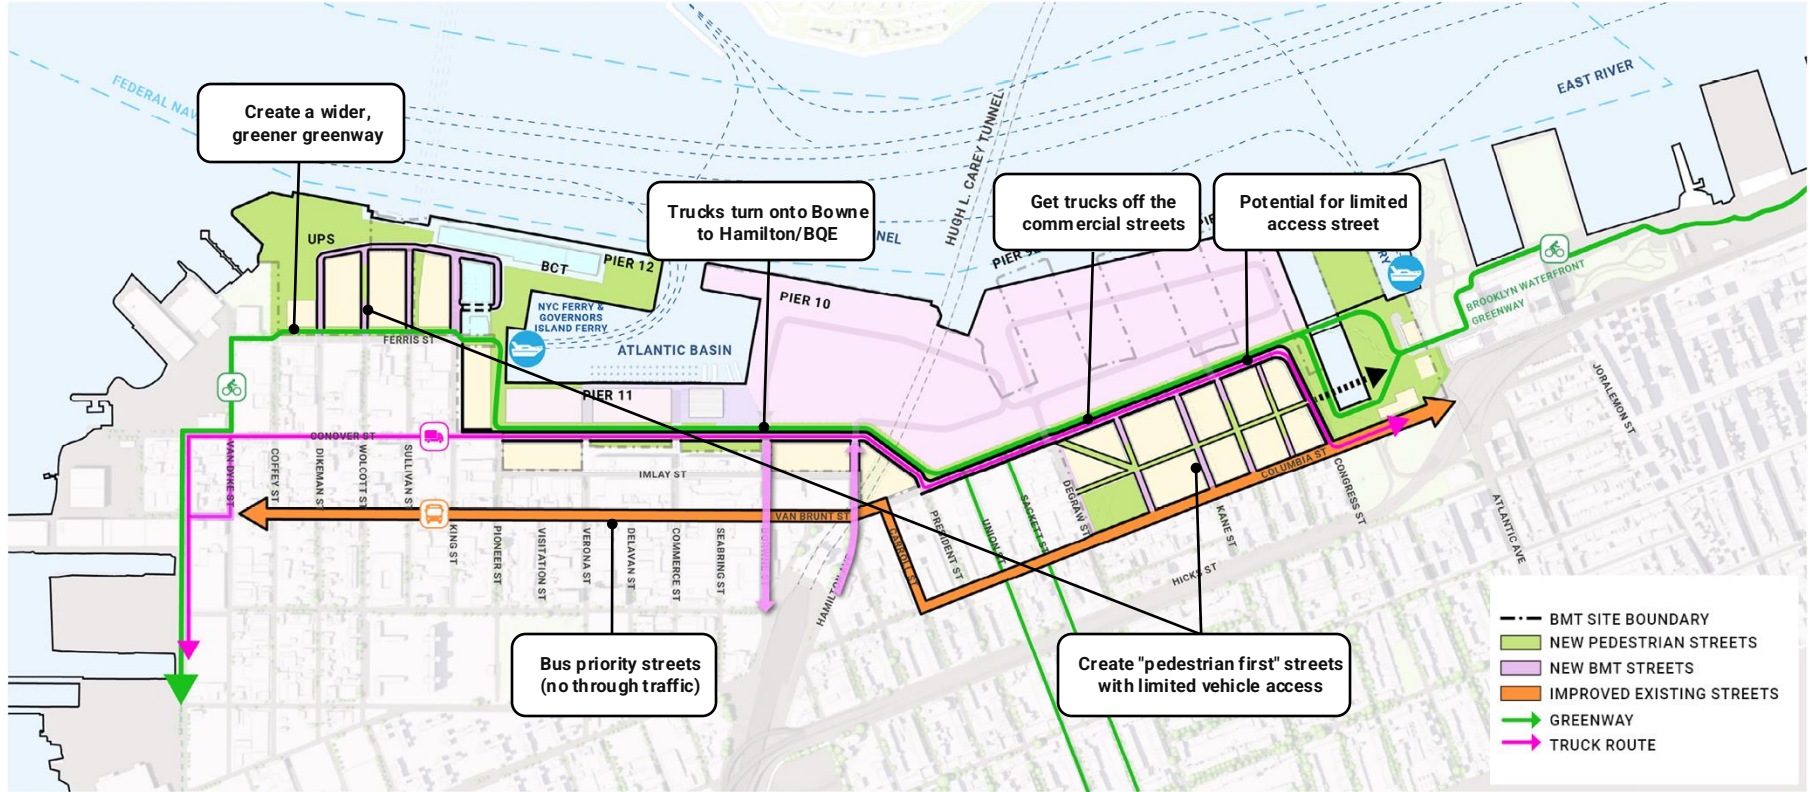 FEDERAL NAV
EAST RIVER
HUGH L. CAREY TUNNEL
Create a wider,
greener greenway
Trucks turn onto Bowne
to Hamilton/BQE
Get trucks off the
commercial streets
Potential for limited
access street
NEL
UPS
BCT
PIER 12
PIER 10
NYC FERRY &
GOVERNORS
ISLAND FERRY
ATLANTIC BASIN
PIER 11
BROOKLYN WATERFRONT
GREENWAY
FERRIS ST
CONOVER ST
IMLAY ST
VAN BRUNT ST
VAN DYKE ST
COFFEY ST
DIKEMAN ST
WOLCOTT ST
SULLIVAN ST
KING ST
PIONEER ST
VISITATION ST
VERONA ST
DELAVAN ST
COMMERCE ST
SEABRING ST
BOWNE ST
HAMILTON AVE
CARROLL ST
PRESIDENT ST
UNION ST
SACKETT ST
DEGRAW ST
KANE ST
CONGRESS ST
COLUMBIA ST
HICKS ST
ATLANTIC AVE
JORALEMON ST
Bus priority streets
(no through traffic)
Create "pedestrian first" streets
with limited vehicle access
BMT SITE BOUNDARY
NEW PEDESTRIAN STREETS
NEW BMT STREETS
IMPROVED EXISTING STREETS
GREENWAY
TRUCK ROUTE